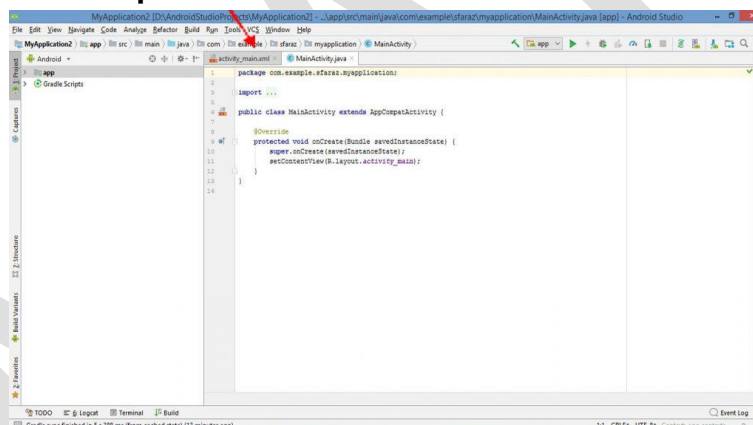 MyApplication2 [D:\AndroidStudioProjects\MyApplication2] - ...\app\src\main\java\com\example\sfaraz\myapplication\MainActivity.java [app] - Android Studio
File Edit View Navigate Code Analyze Refactor Build Run Tools VCS Window Help
MyApplication2 app src main java com example sfaraz myapplication MainActivity app
Android activity_main.xml MainActivity.java
1: Project
app
Gradle Scripts
Captures
Z: Structure
Build Variants
2: Favorites
1 package com.example.sfaraz.myapplication;
2
3 import ...
5
6 public class MainActivity extends AppCompatActivity {
7
8 @Override
9 protected void onCreate(Bundle savedInstanceState) {
10 super.onCreate(savedInstanceState);
11 setContentView(R.layout.activity_main);
12 }
13 }
14
TODO 6: Logcat Terminal Build Event Log